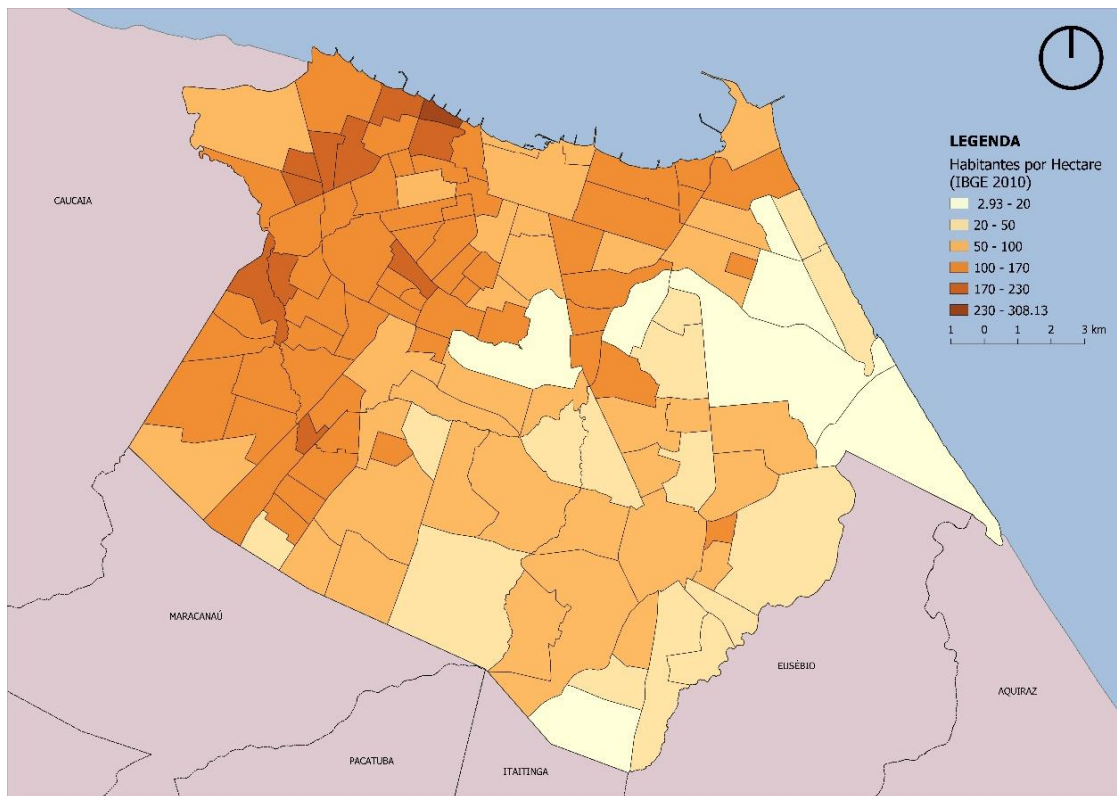 LEGENDA
Habitantes por Hectare
(IBGE 2010)
2.93 - 20
20 - 50
50 - 100
100 - 170
170 - 230
230 - 308.13
1 0 1 2 3 km
CAUCAIA
MARACANAÚ
EUSÉBIO
AQUIRAZ
PACATUBA
ITAITINGA